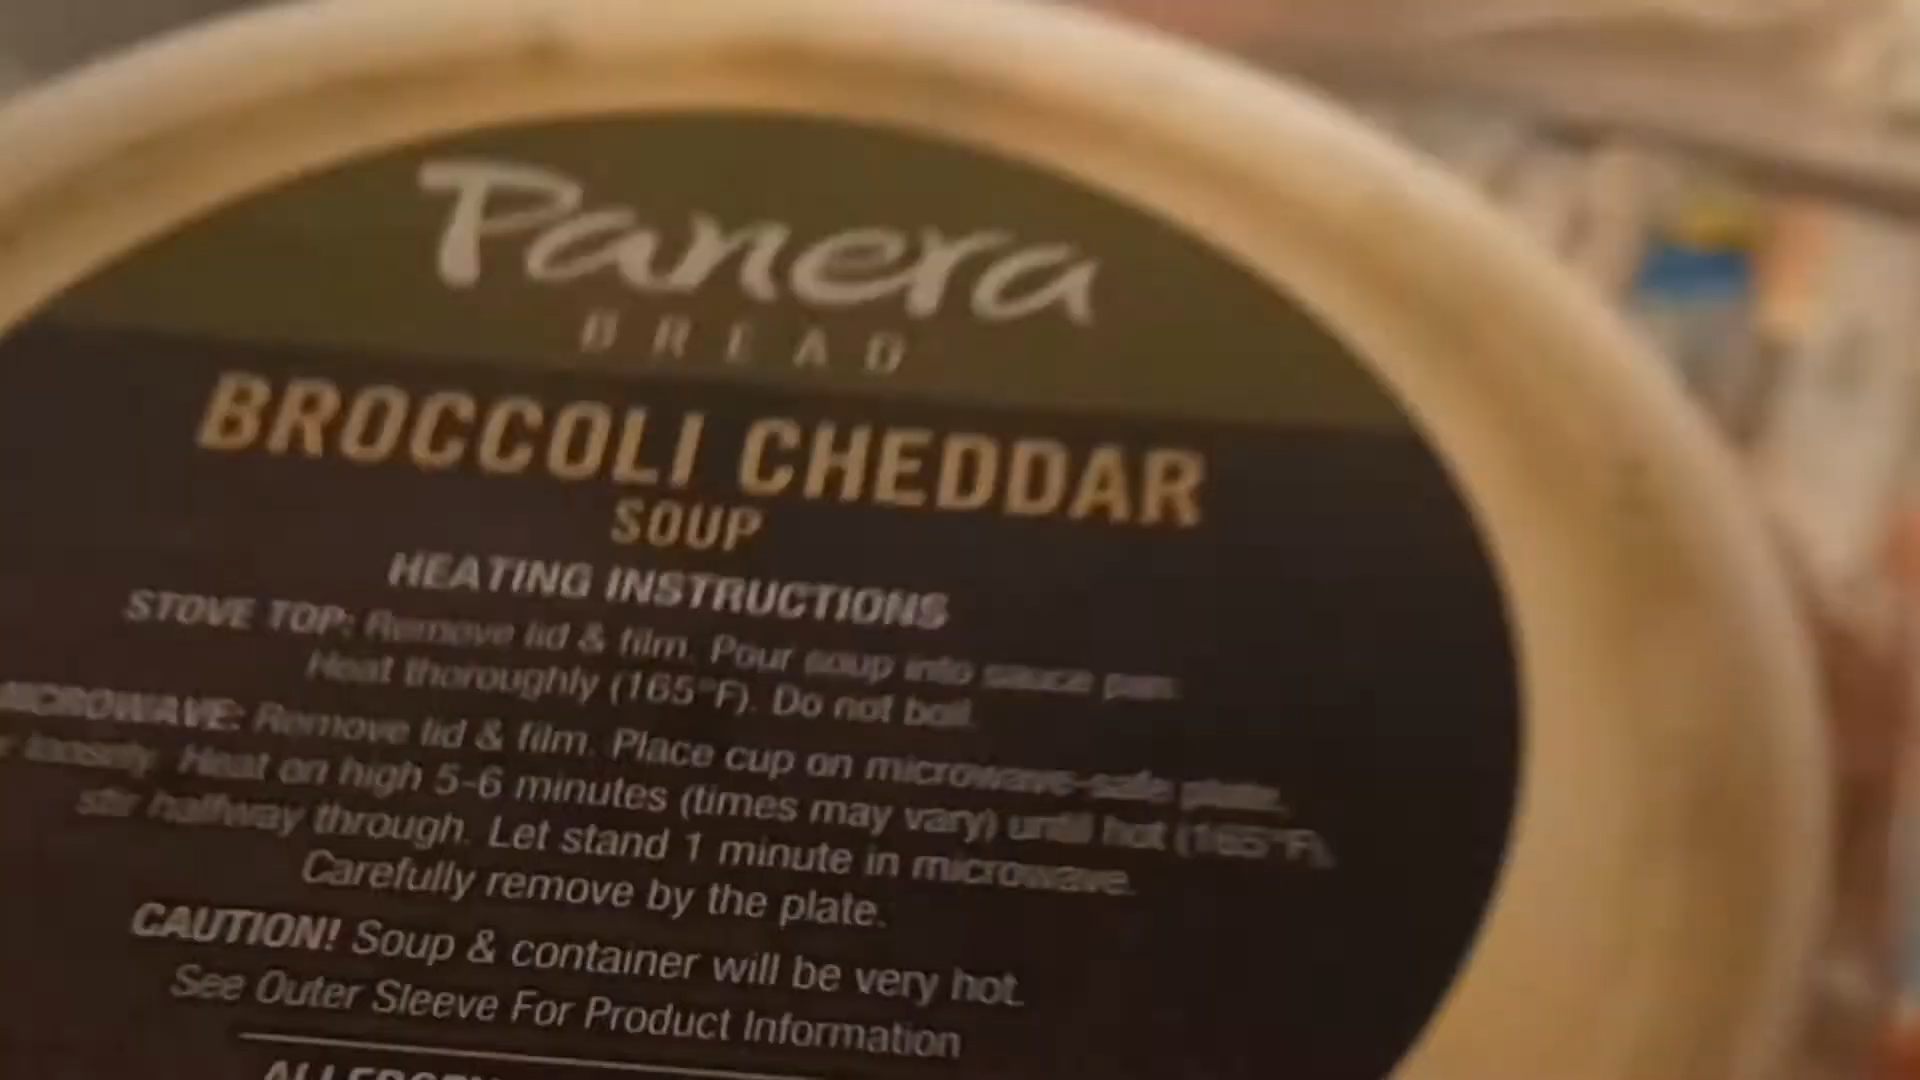 Panera
BREAD
BROCCOLI CHEDDAR
SOUP
HEATING INSTRUCTIONS
STOVE TOP: Remove lid & film. Pour soup into sauce pan.
Heat thoroughly (165°F). Do not boil.
MICROWAVE: Remove lid & film. Place cup on microwave-safe plate,
loosely. Heat on high 5-6 minutes (times may vary) until hot (165°F),
stir halfway through. Let stand 1 minute in microwave.
Carefully remove by the plate.
CAUTION! Soup & container will be very hot.
See Outer Sleeve For Product Information